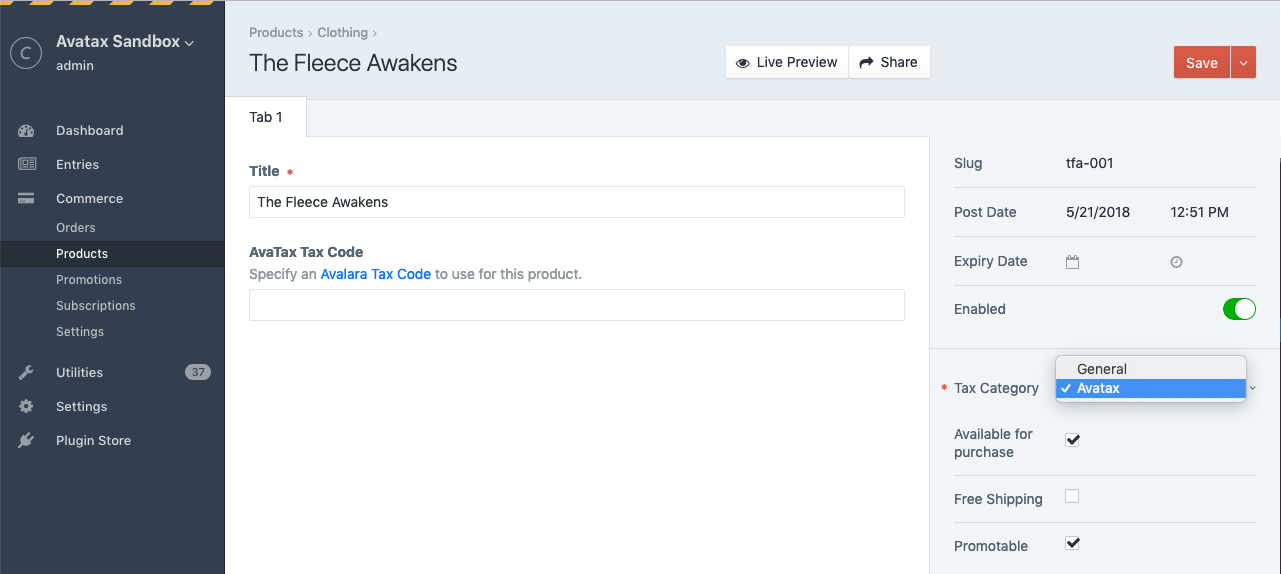 C
Avatax Sandbox
admin
Dashboard
Entries
Commerce
Orders
Products
Promotions
Subscriptions
Settings
Utilities 37
Settings
Plugin Store
Products › Clothing ›
The Fleece Awakens
Live Preview
Share
Save
Tab 1
Title *
The Fleece Awakens
AvaTax Tax Code
Specify an Avalara Tax Code to use for this product.
Slug tfa-001
Post Date 5/21/2018 12:51 PM
Expiry Date
Enabled
* Tax Category
General
✓ Avatax
Available for
purchase
Free Shipping
Promotable